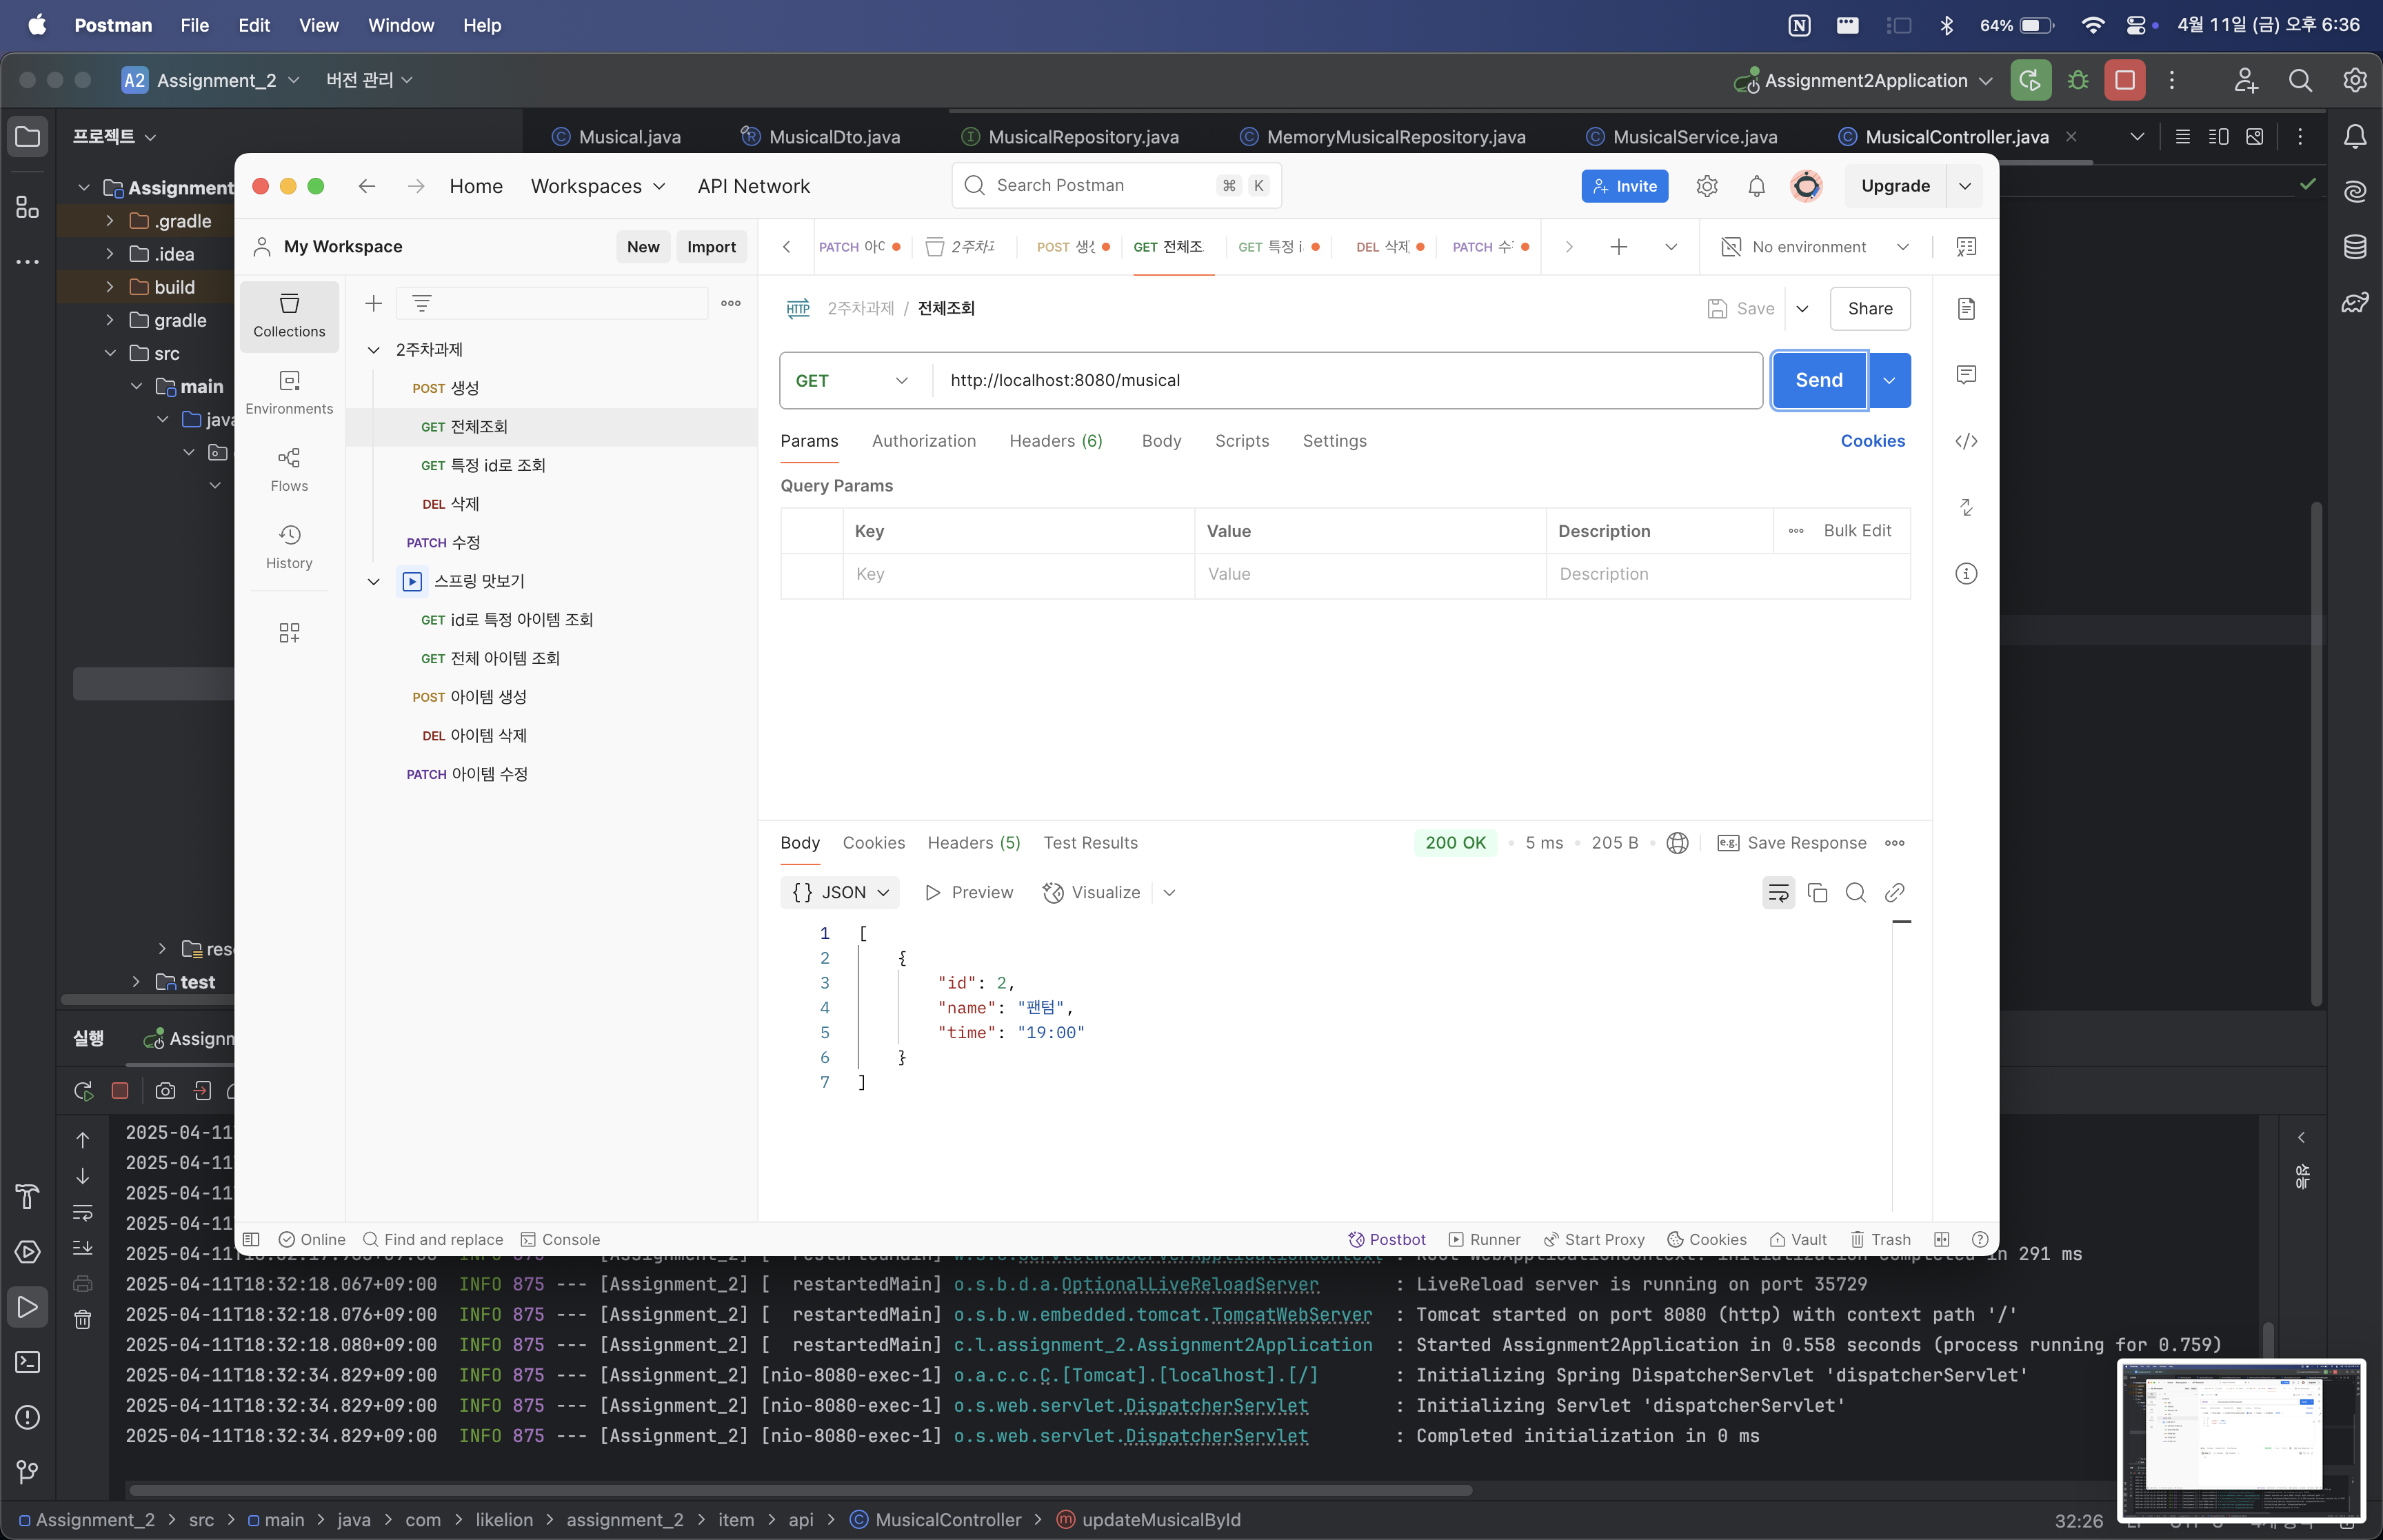 Postman File Edit View Window Help
64% 4월 11일 (금) 오후 6:36
A2 Assignment_2 버전 관리
Assignment2Application
프로젝트
Musical.java MusicalDto.java MusicalRepository.java MemoryMusicalRepository.java MusicalService.java MusicalController.java
Assignment
.gradle
.idea
build
gradle
src
main
java
test
Home Workspaces API Network
Search Postman ⌘ K
Invite Upgrade
My Workspace New Import
PATCH 2주차 POST 생성 GET 전체조 GET 특정 i DEL 삭제 PATCH
No environment
Collections
Environments
Flows
History
2주차과제
POST 생성
GET 전체조회
GET 특정 id로 조회
DEL 삭제
PATCH 수정
스프링 맛보기
GET id로 특정 아이템 조회
GET 전체 아이템 조회
POST 아이템 생성
DEL 아이템 삭제
PATCH 아이템 수정
HTTP 2주차과제 / 전체조회
Save Share
GET http://localhost:8080/musical Send
Params Authorization Headers (6) Body Scripts Settings Cookies
Query Params
Key Value Description Bulk Edit
Key Value Description
Body Cookies Headers (5) Test Results 200 OK • 5 ms • 205 B e.g. Save Response
{} JSON Preview Visualize
1 [
2 {
3 "id": 2,
4 "name": "팬텀",
5 "time": "19:00"
6 }
7 ]
Online Find and replace Console Postbot Runner Start Proxy Cookies Vault Trash
실행 Assignm
2025-04-11T
2025-04-11T
2025-04-11T
2025-04-11T
in 291 ms
2025-04-11T18:32:18.067+09:00 INFO 875 --- [Assignment_2] [ restartedMain] o.s.b.d.a.OptionalLiveReloadServer : LiveReload server is running on port 35729
2025-04-11T18:32:18.076+09:00 INFO 875 --- [Assignment_2] [ restartedMain] o.s.b.w.embedded.tomcat.TomcatWebServer : Tomcat started on port 8080 (http) with context path '/'
2025-04-11T18:32:18.080+09:00 INFO 875 --- [Assignment_2] [ restartedMain] c.l.assignment_2.Assignment2Application : Started Assignment2Application in 0.558 seconds (process running for 0.759)
2025-04-11T18:32:34.829+09:00 INFO 875 --- [Assignment_2] [nio-8080-exec-1] o.a.c.c.C.[Tomcat].[localhost].[/] : Initializing Spring DispatcherServlet 'dispatcherServlet'
2025-04-11T18:32:34.829+09:00 INFO 875 --- [Assignment_2] [nio-8080-exec-1] o.s.web.servlet.DispatcherServlet : Initializing Servlet 'dispatcherServlet'
2025-04-11T18:32:34.829+09:00 INFO 875 --- [Assignment_2] [nio-8080-exec-1] o.s.web.servlet.DispatcherServlet : Completed initialization in 0 ms
Assignment_2 > src > main > java > com > likelion > assignment_2 > item > api > MusicalController > updateMusicalById
32:26